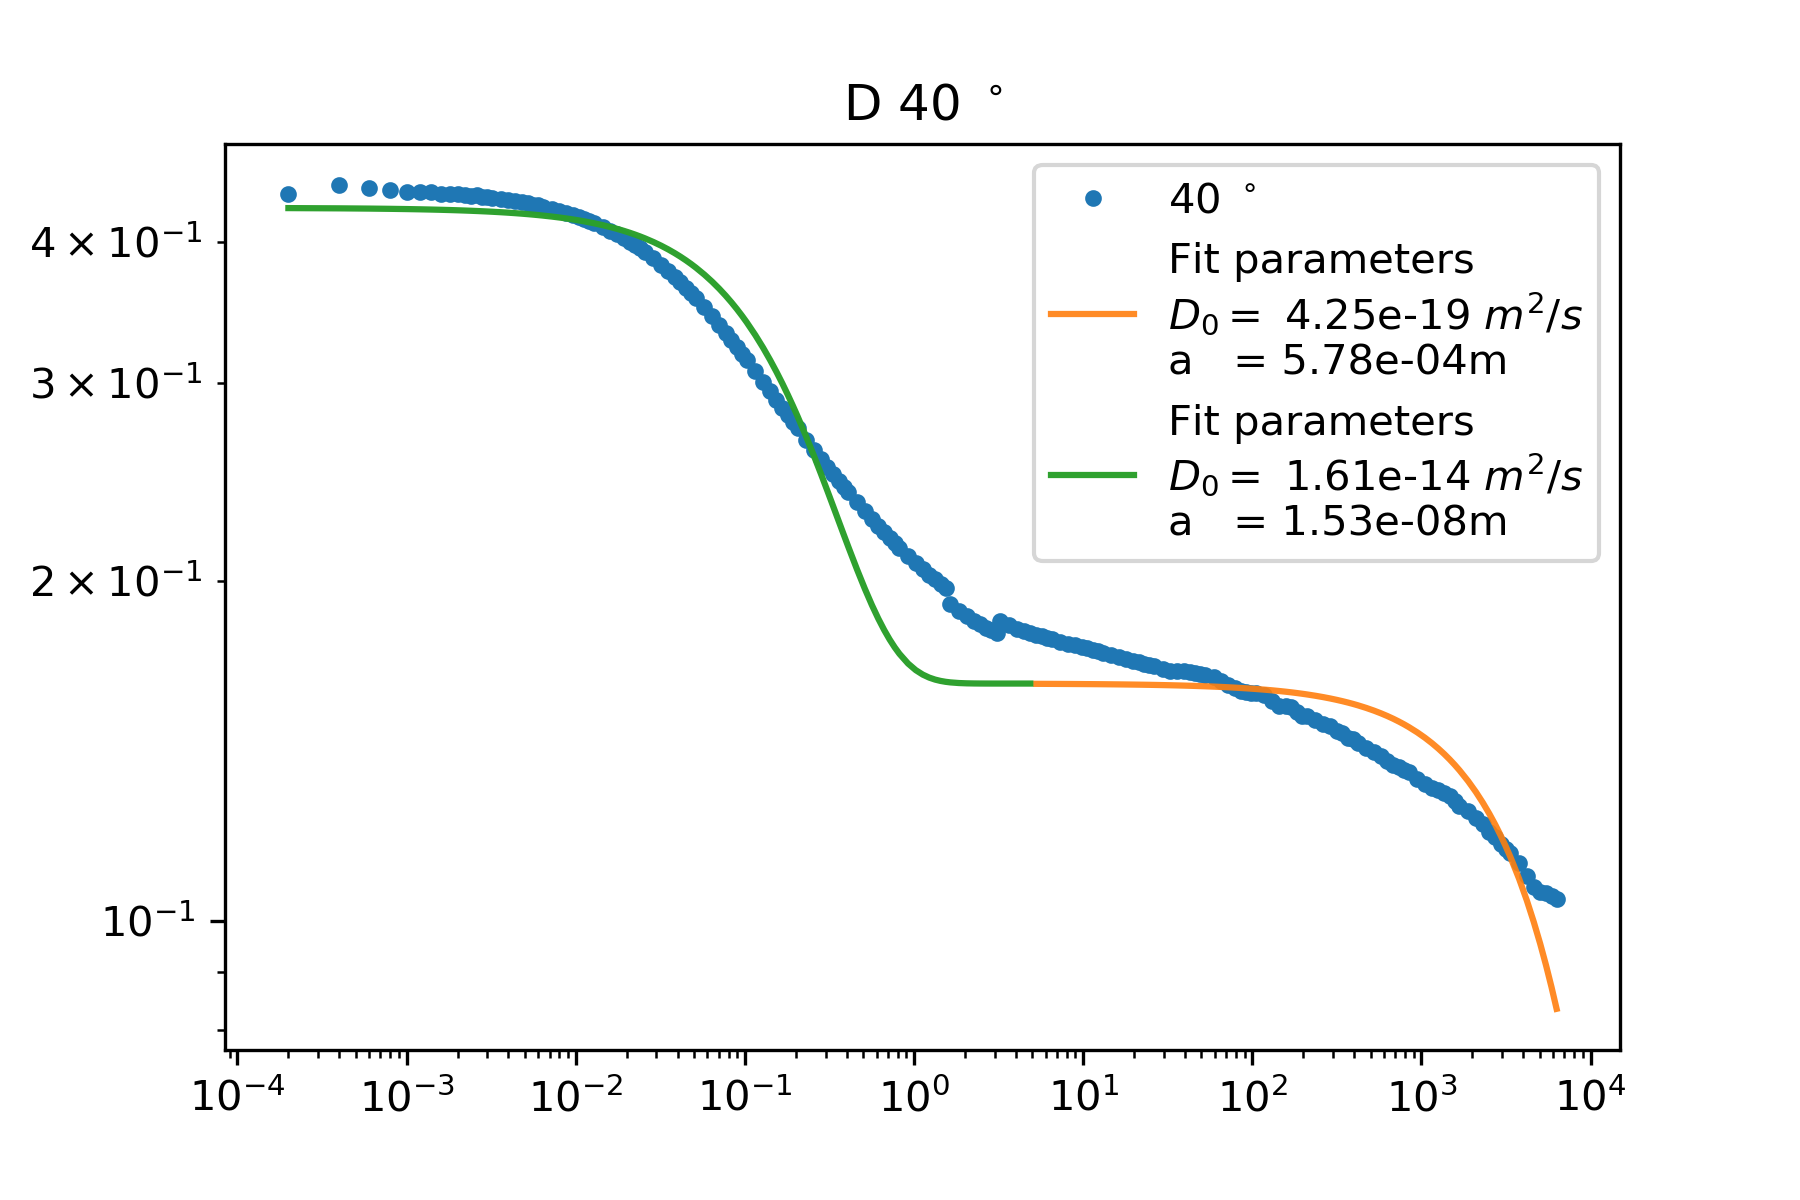 D 40 °
4 × 10⁻¹
3 × 10⁻¹
2 × 10⁻¹
10⁻¹
40 °
Fit parameters
D₀ = 4.25e-19 m²/s
a = 5.78e-04m
Fit parameters
D₀ = 1.61e-14 m²/s
a = 1.53e-08m
10⁻⁴ 10⁻³ 10⁻² 10⁻¹ 10⁰ 10¹ 10² 10³ 10⁴